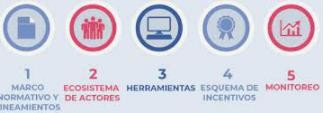 1
MARCO
NORMATIVO Y
LINEAMIENTOS
2
ECOSISTEMA
DE ACTORES
3
HERRAMIENTAS
4
ESQUEMA DE
INCENTIVOS
5
MONITOREO